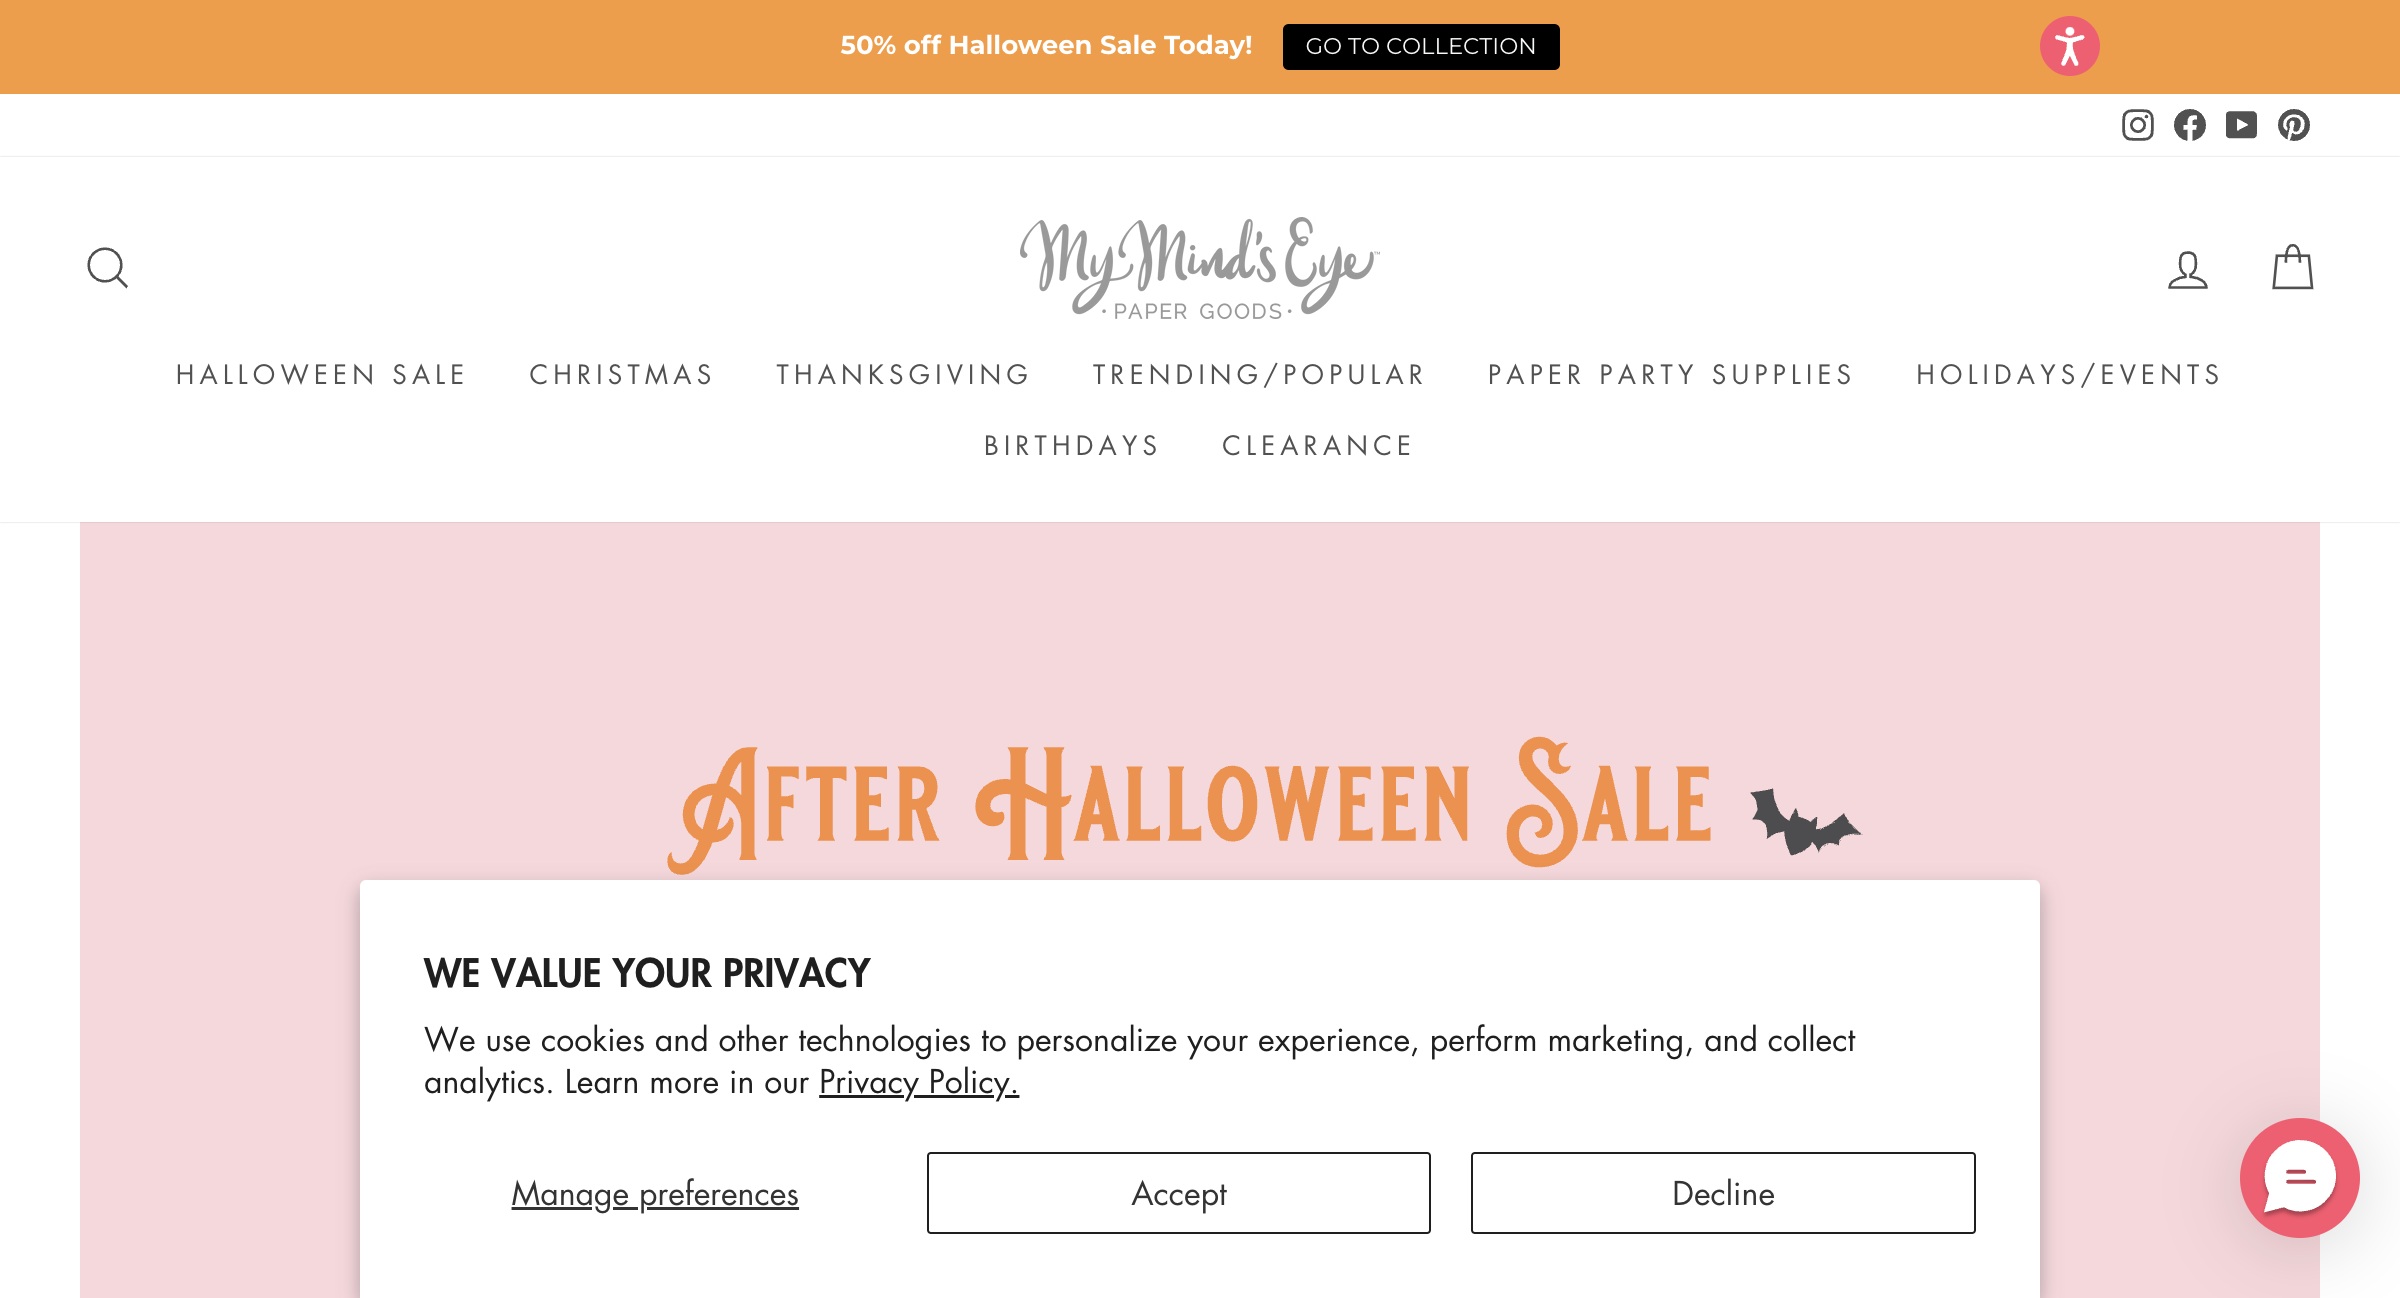 50% off Halloween Sale Today! GO TO COLLECTION
My Mind's Eye™
· PAPER GOODS ·
HALLOWEEN SALE CHRISTMAS THANKSGIVING TRENDING/POPULAR PAPER PARTY SUPPLIES HOLIDAYS/EVENTS
BIRTHDAYS CLEARANCE
After Halloween Sale
WE VALUE YOUR PRIVACY
We use cookies and other technologies to personalize your experience, perform marketing, and collect
analytics. Learn more in our Privacy Policy.
Manage preferences Accept Decline